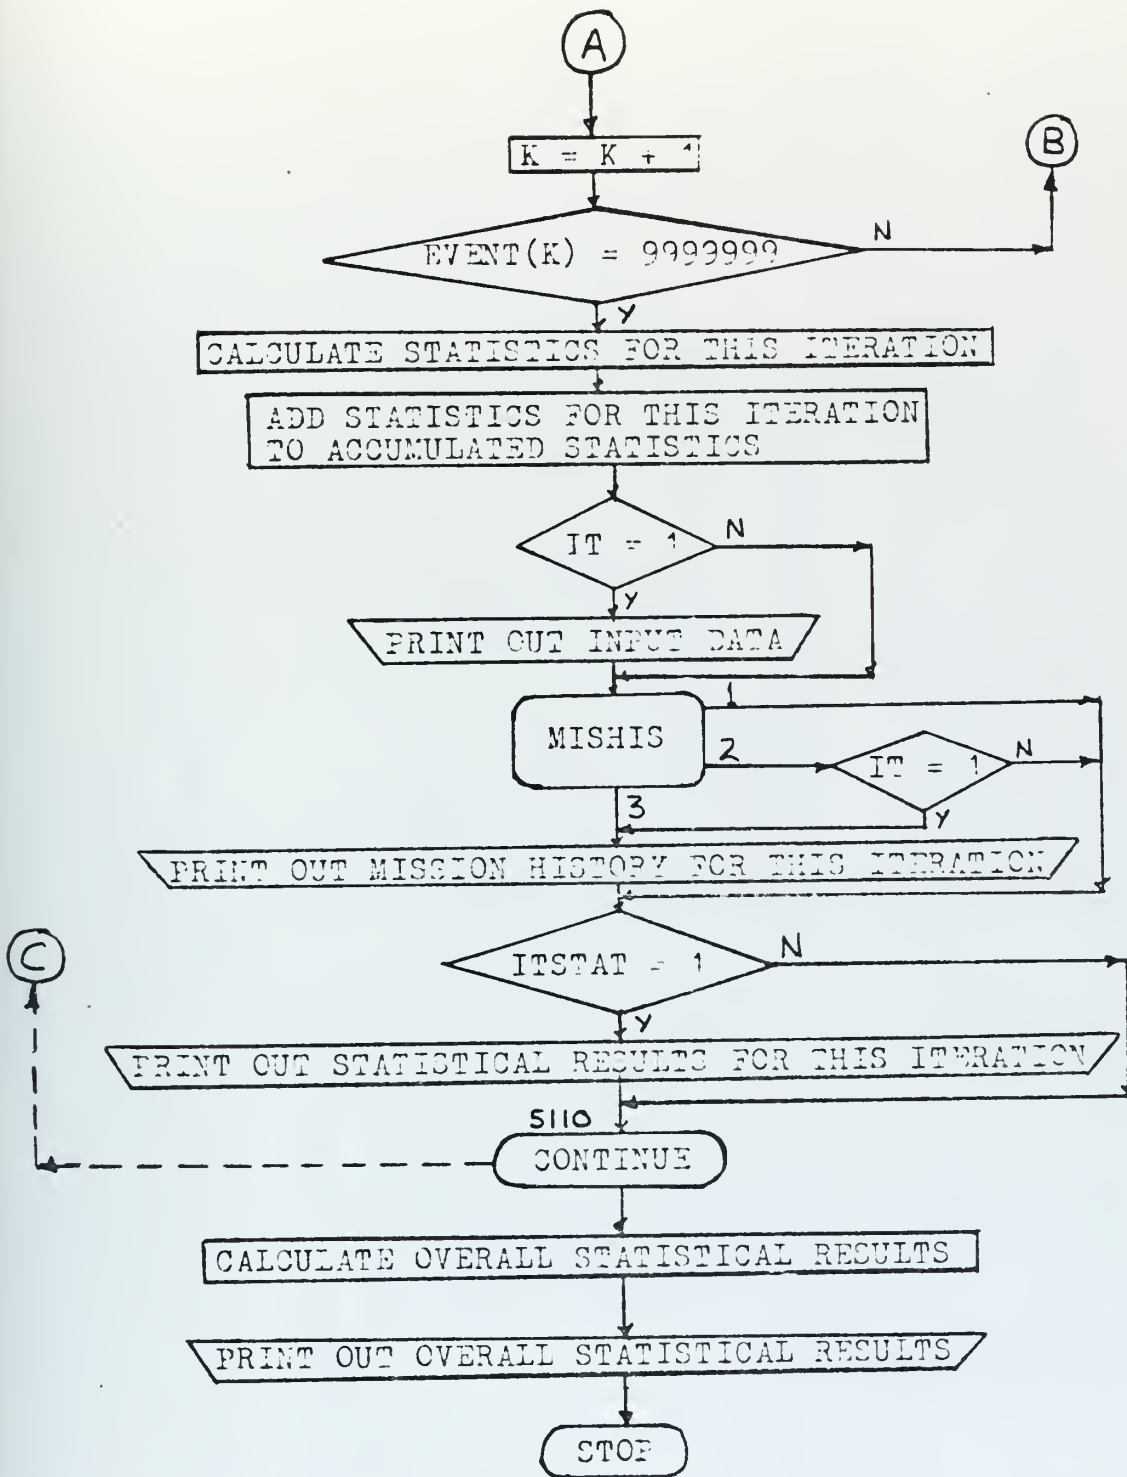 A
K = K + 1
B
EVENT(K) = 9999999
N
Y
CALCULATE STATISTICS FOR THIS ITERATION
ADD STATISTICS FOR THIS ITERATION
TO ACCUMULATED STATISTICS
IT = 1
N
Y
PRINT OUT INPUT DATA
1
MISHIS
2
IT = 1
N
3
Y
PRINT OUT MISSION HISTORY FOR THIS ITERATION
C
ITSTAT = 1
N
Y
PRINT OUT STATISTICAL RESULTS FOR THIS ITERATION
5110
CONTINUE
CALCULATE OVERALL STATISTICAL RESULTS
PRINT OUT OVERALL STATISTICAL RESULTS
STOP